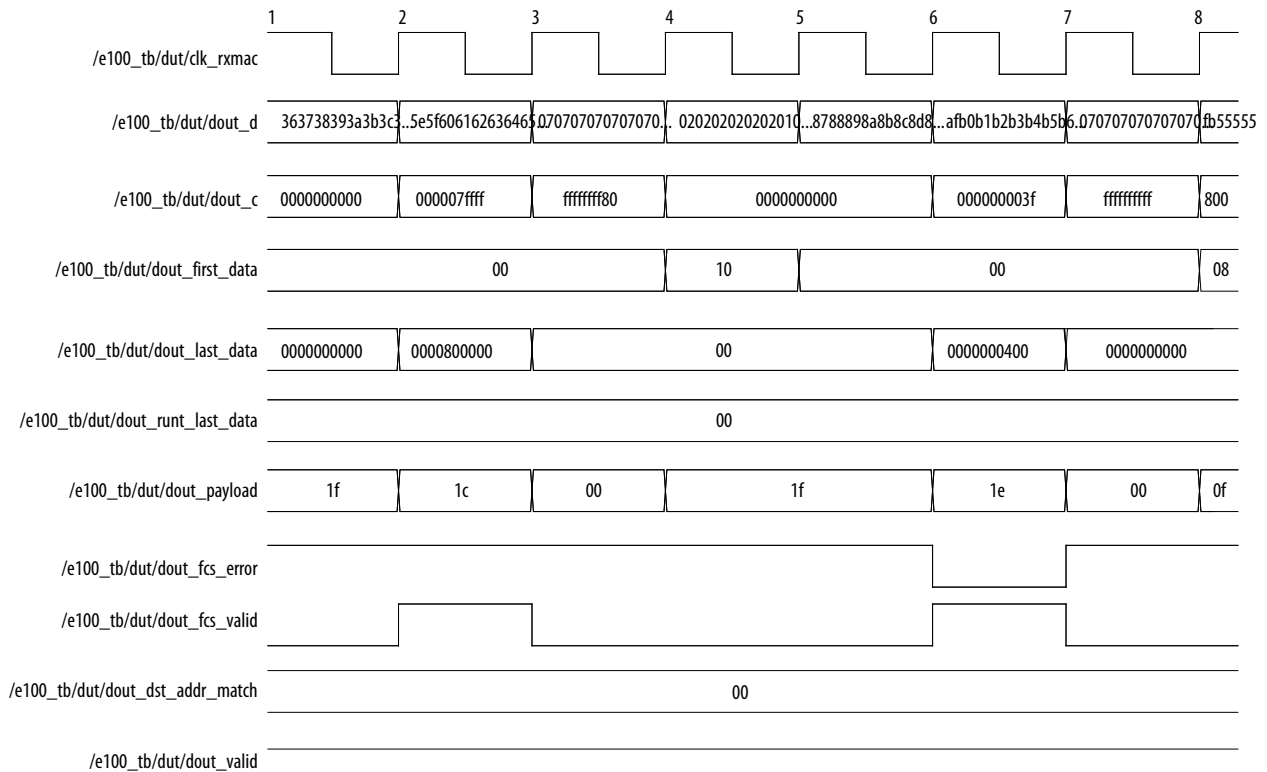 1 2 3 4 5 6 7 8
/e100_tb/dut/clk_rxmac
/e100_tb/dut/dout_d 363738393a3b3c3... 5e5f606162636465... 070707070707070... 020202020202010... 8788898a8b8c8d8... afb0b1b2b3b4b5b6... 070707070707070... fb55555
/e100_tb/dut/dout_c 0000000000 000007ffff ffffffff80 0000000000 000000003f ffffffffff 800
/e100_tb/dut/dout_first_data 00 10 00 08
/e100_tb/dut/dout_last_data 0000000000 0000800000 00 0000000400 0000000000
/e100_tb/dut/dout_runt_last_data 00
/e100_tb/dut/dout_payload 1f 1c 00 1f 1e 00 0f
/e100_tb/dut/dout_fcs_error
/e100_tb/dut/dout_fcs_valid
/e100_tb/dut/dout_dst_addr_match 00
/e100_tb/dut/dout_valid